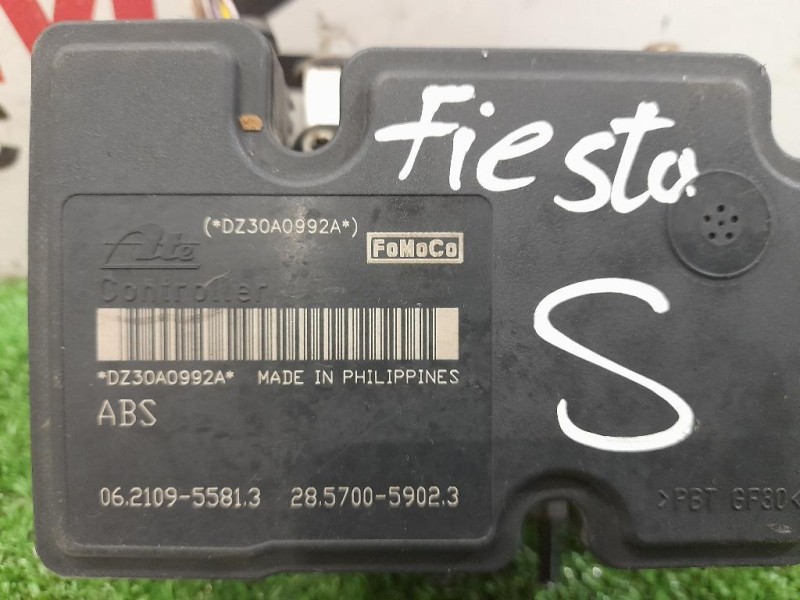 Fiesta
(*DZ30A0992A*)
Ate
FoMoCo
Controller
S
*DZ30A0992A* MADE IN PHILIPPINES
ABS
06.2109-5581.3 28.5700-5902.3
>PBT GF30<